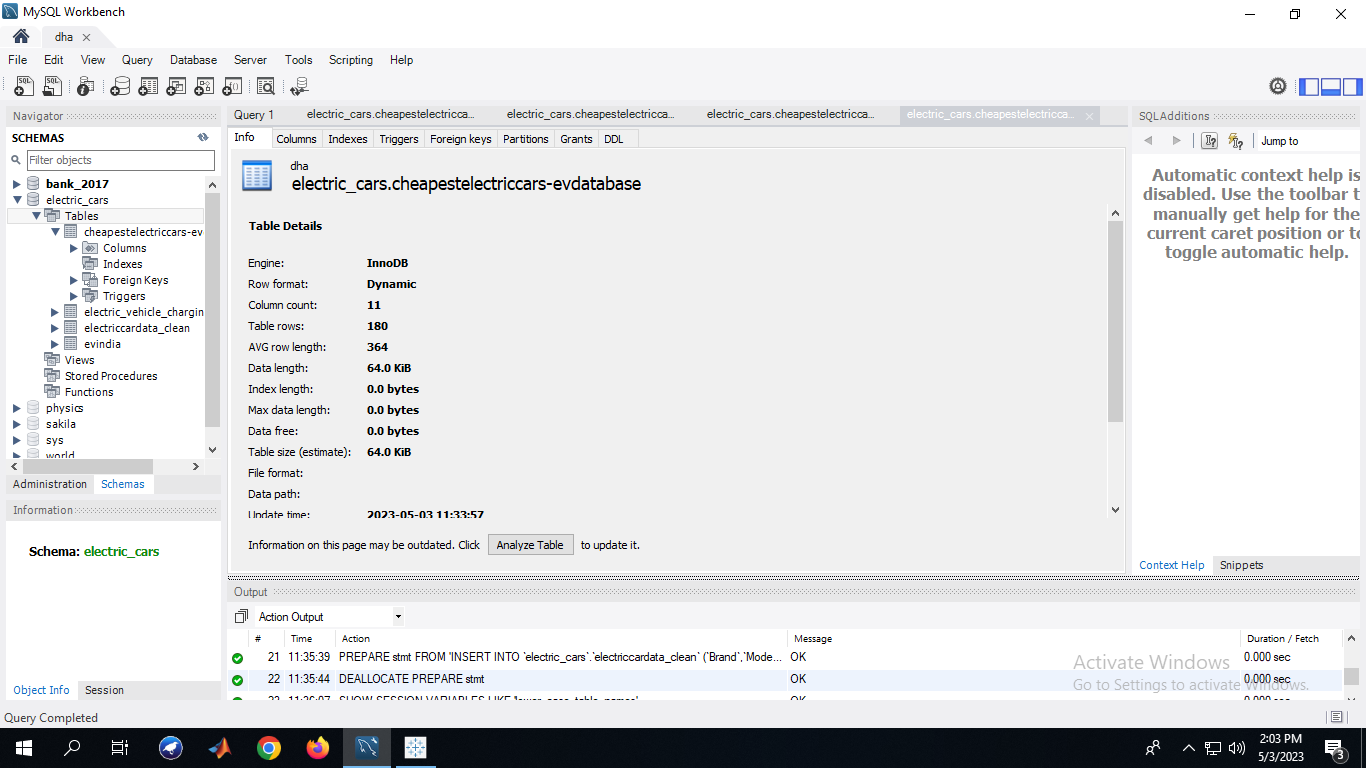 MySQL Workbench
dha
File Edit View Query Database Server Tools Scripting Help
Navigator
SCHEMAS
Filter objects
bank_2017
electric_cars
Tables
cheapestelectriccars-ev
Columns
Indexes
Foreign Keys
Triggers
electric_vehicle_chargin
electriccardata_clean
evindia
Views
Stored Procedures
Functions
physics
sakila
sys
world
Administration Schemas
Information
Schema: electric_cars
Object Info Session
Query 1 electric_cars.cheapestelectricca... electric_cars.cheapestelectricca... electric_cars.cheapestelectricca... electric_cars.cheapestelectricca...
Info Columns Indexes Triggers Foreign keys Partitions Grants DDL
dha
electric_cars.cheapestelectriccars-evdatabase
Table Details
Engine: InnoDB
Row format: Dynamic
Column count: 11
Table rows: 180
AVG row length: 364
Data length: 64.0 KiB
Index length: 0.0 bytes
Max data length: 0.0 bytes
Data free: 0.0 bytes
Table size (estimate): 64.0 KiB
File format:
Data path:
Update time: 2023-05-03 11:33:57
Information on this page may be outdated. Click Analyze Table to update it.
SQLAdditions
Jump to
Automatic context help is
disabled. Use the toolbar t
manually get help for the
current caret position or to
toggle automatic help.
Context Help Snippets
Output
Action Output
# Time Action Message Duration / Fetch
21 11:35:39 PREPARE stmt FROM 'INSERT INTO `electric_cars`.`electriccardata_clean` (`Brand`,`Mode... OK 0.000 sec
22 11:35:44 DEALLOCATE PREPARE stmt OK 0.000 sec
23 11:36:07 SHOW SESSION VARIABLES LIKE 'lower_case_table_names' OK
Activate Windows
Go to Settings to activate Windows.
Query Completed
2:03 PM
5/3/2023
3